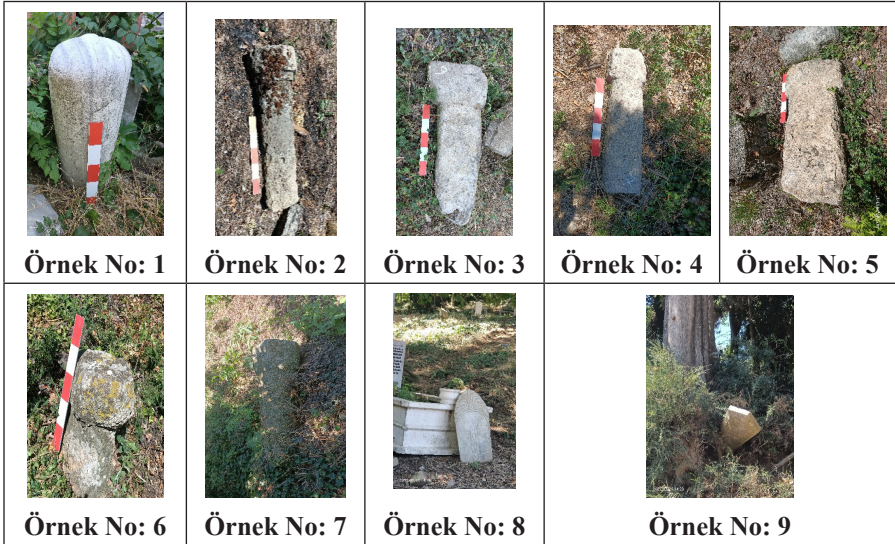 Örnek No: 1
Örnek No: 2
Örnek No: 3
Örnek No: 4
Örnek No: 5
Örnek No: 6
Örnek No: 7
Örnek No: 8
Örnek No: 9